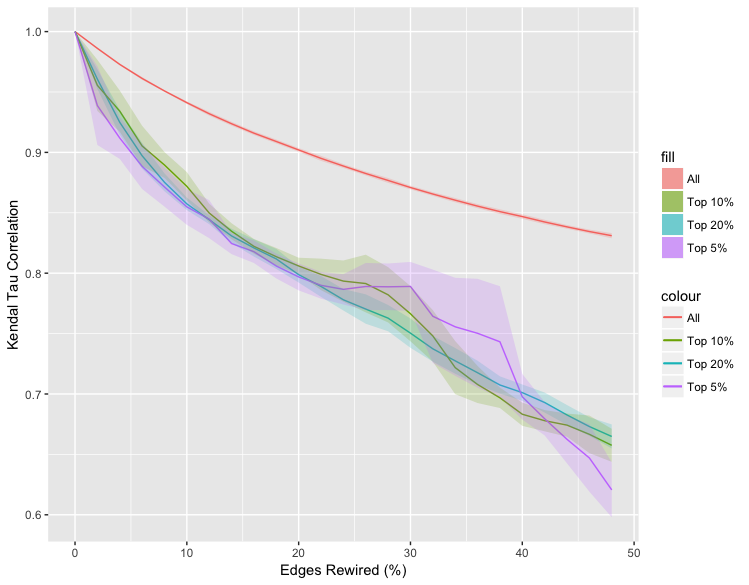 1.0
0.9
0.8
0.7
0.6
Kendal Tau Correlation
0
10
20
30
40
50
Edges Rewired (%)
fill
All
Top 10%
Top 20%
Top 5%
colour
All
Top 10%
Top 20%
Top 5%